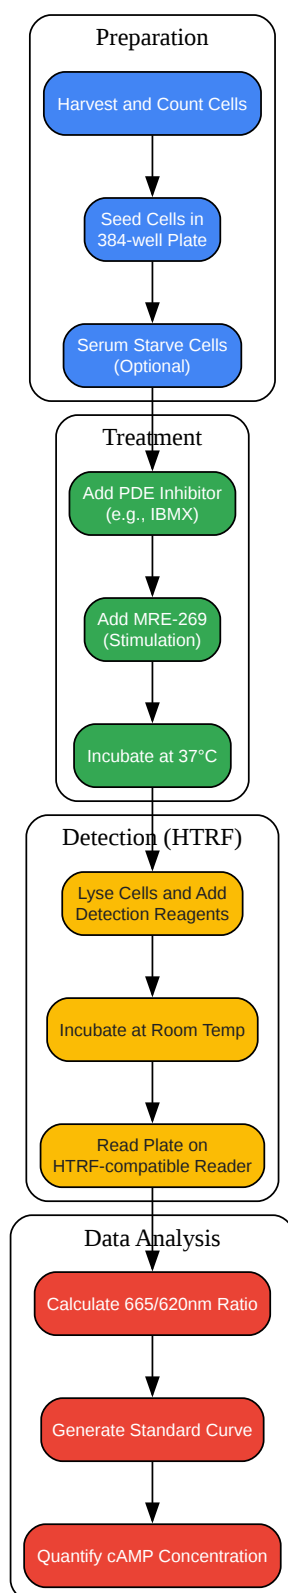 Preparation
Harvest and Count Cells
Seed Cells in
384-well Plate
Serum Starve Cells
(Optional)
Treatment
Add PDE Inhibitor
(e.g., IBMX)
Add MRE-269
(Stimulation)
Incubate at 37°C
Detection (HTRF)
Lyse Cells and Add
Detection Reagents
Incubate at Room Temp
Read Plate on
HTRF-compatible Reader
Data Analysis
Calculate 665/620nm Ratio
Generate Standard Curve
Quantify cAMP Concentration